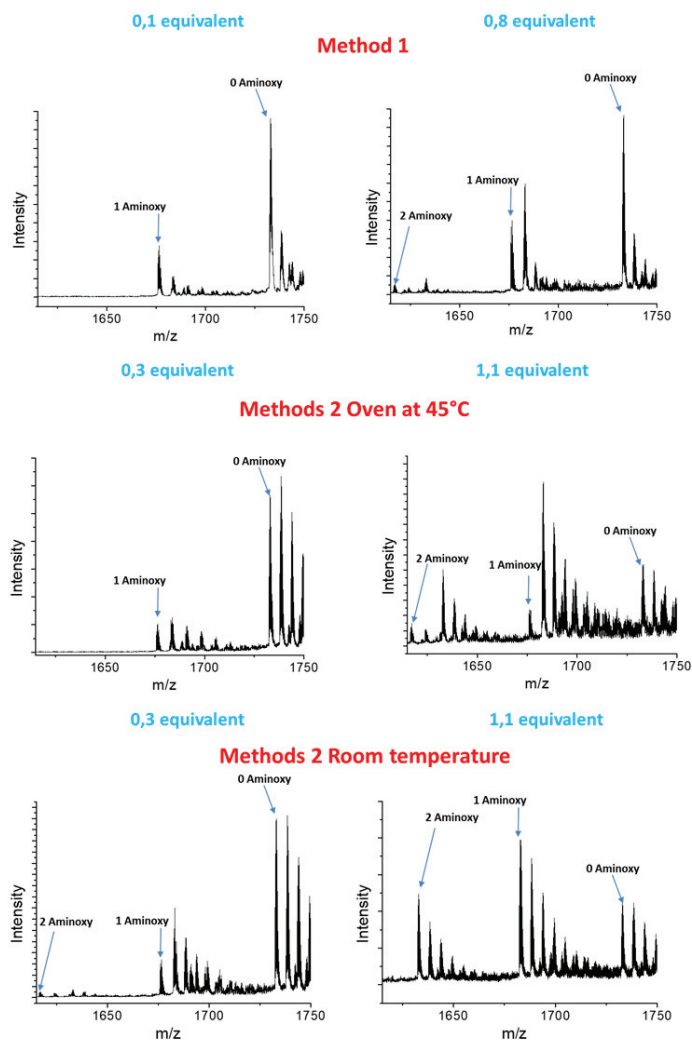 0,1 equivalent
0,8 equivalent
Method 1
0 Aminoxy
1 Aminoxy
Intensity
1650
1700
1750
m/z
0 Aminoxy
1 Aminoxy
2 Aminoxy
Intensity
1650
1700
1750
m/z
0,3 equivalent
1,1 equivalent
Methods 2 Oven at 45°C
0 Aminoxy
1 Aminoxy
Intensity
1650
1700
1750
m/z
0 Aminoxy
2 Aminoxy
1 Aminoxy
Intensity
1650
1700
1750
m/z
0,3 equivalent
1,1 equivalent
Methods 2 Room temperature
0 Aminoxy
2 Aminoxy
1 Aminoxy
Intensity
1650
1700
1750
m/z
1 Aminoxy
2 Aminoxy
0 Aminoxy
Intensity
1650
1700
1750
m/z